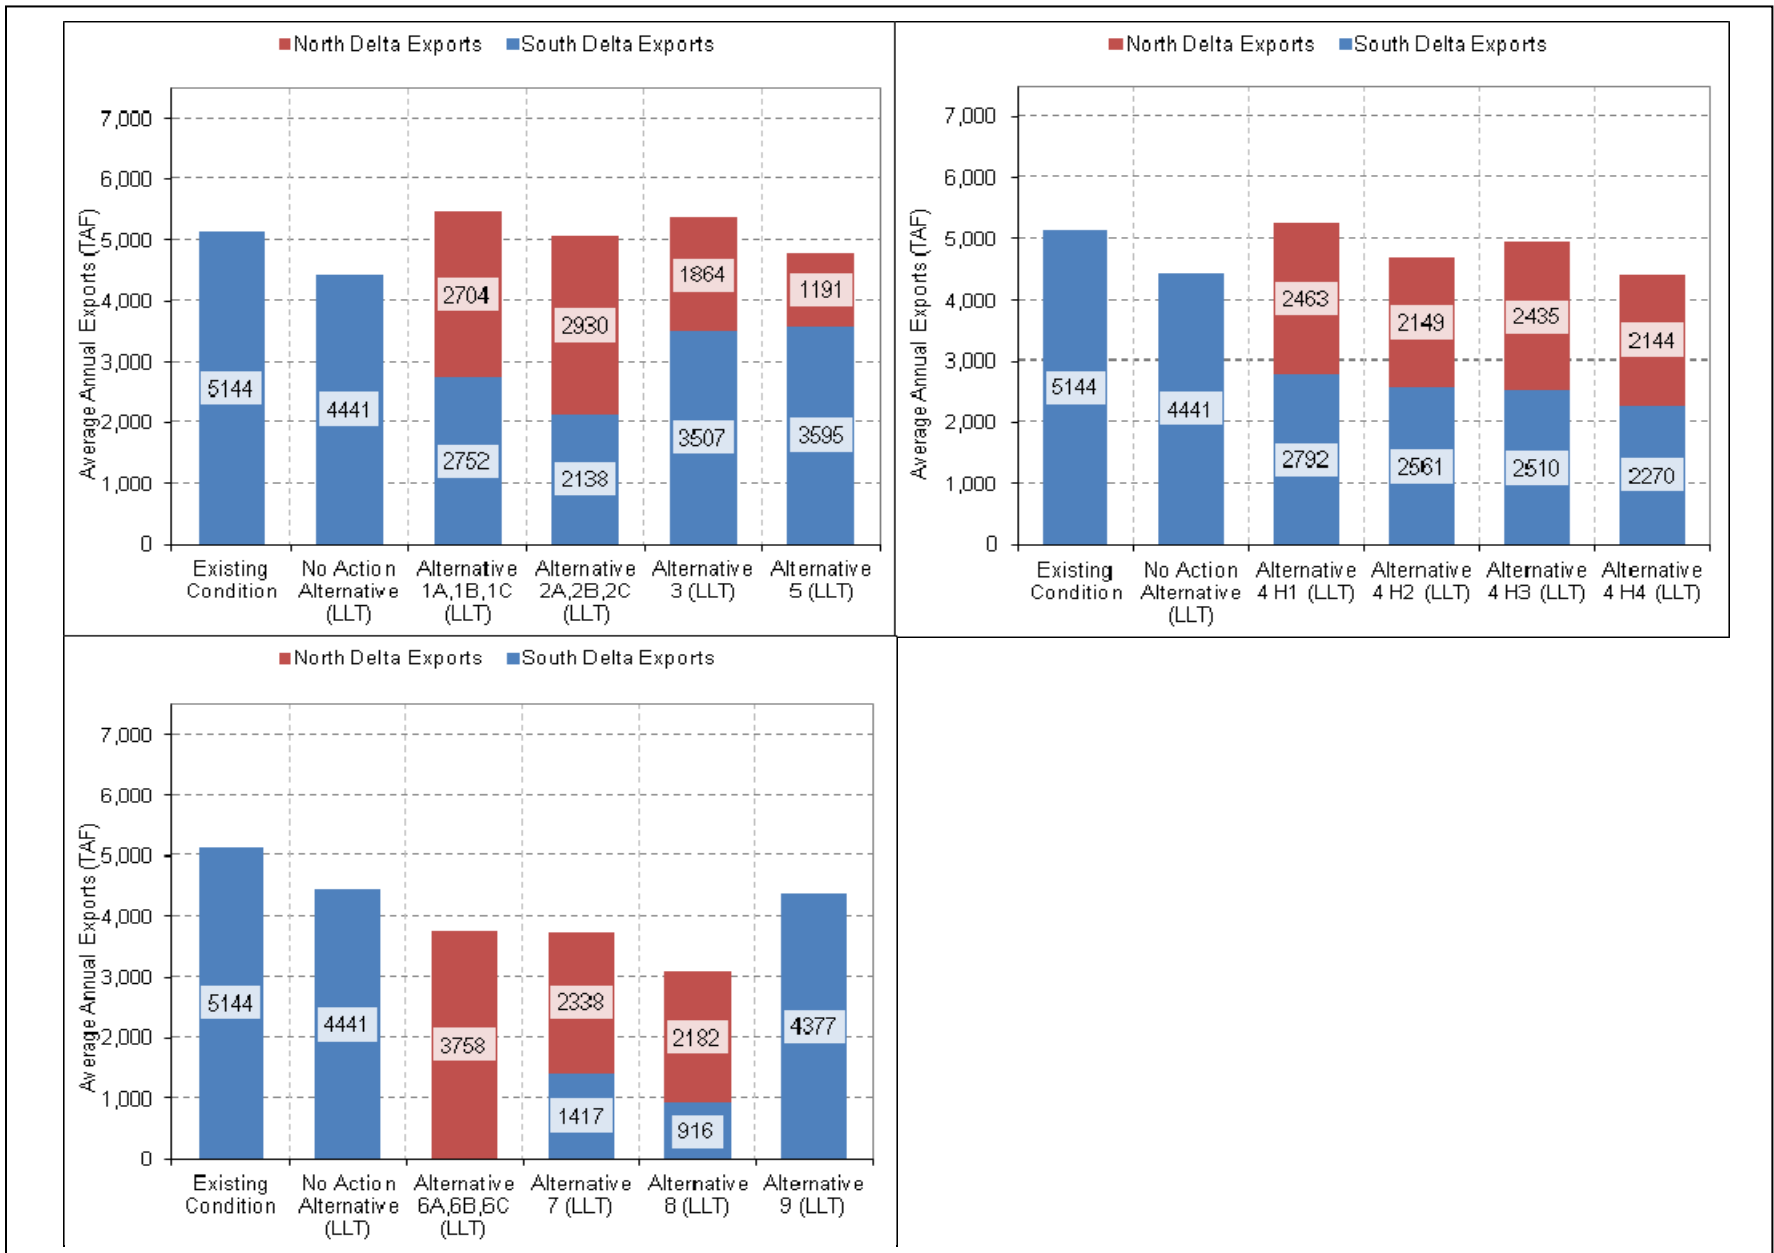 North Delta Exports South Delta Exports
Average Annual Exports (TAF)
7,000
6,000
5,000
4,000
3,000
2,000
1,000
0
5144
4441
2704
2752
2930
2138
1864
3507
1191
3595
Existing Condition
No Action Alternative (LLT)
Alternative 1A,1B,1C (LLT)
Alternative 2A,2B,2C (LLT)
Alternative 3 (LLT)
Alternative 5 (LLT)
North Delta Exports South Delta Exports
Average Annual Exports (TAF)
7,000
6,000
5,000
4,000
3,000
2,000
1,000
0
5144
4441
2463
2792
2149
2561
2435
2510
2144
2270
Existing Condition
No Action Alternative (LLT)
Alternative 4 H1 (LLT)
Alternative 4 H2 (LLT)
Alternative 4 H3 (LLT)
Alternative 4 H4 (LLT)
North Delta Exports South Delta Exports
Average Annual Exports (TAF)
7,000
6,000
5,000
4,000
3,000
2,000
1,000
0
5144
4441
3758
2338
1417
2182
916
4377
Existing Condition
No Action Alternative (LLT)
Alternative 6A,6B,6C (LLT)
Alternative 7 (LLT)
Alternative 8 (LLT)
Alternative 9 (LLT)